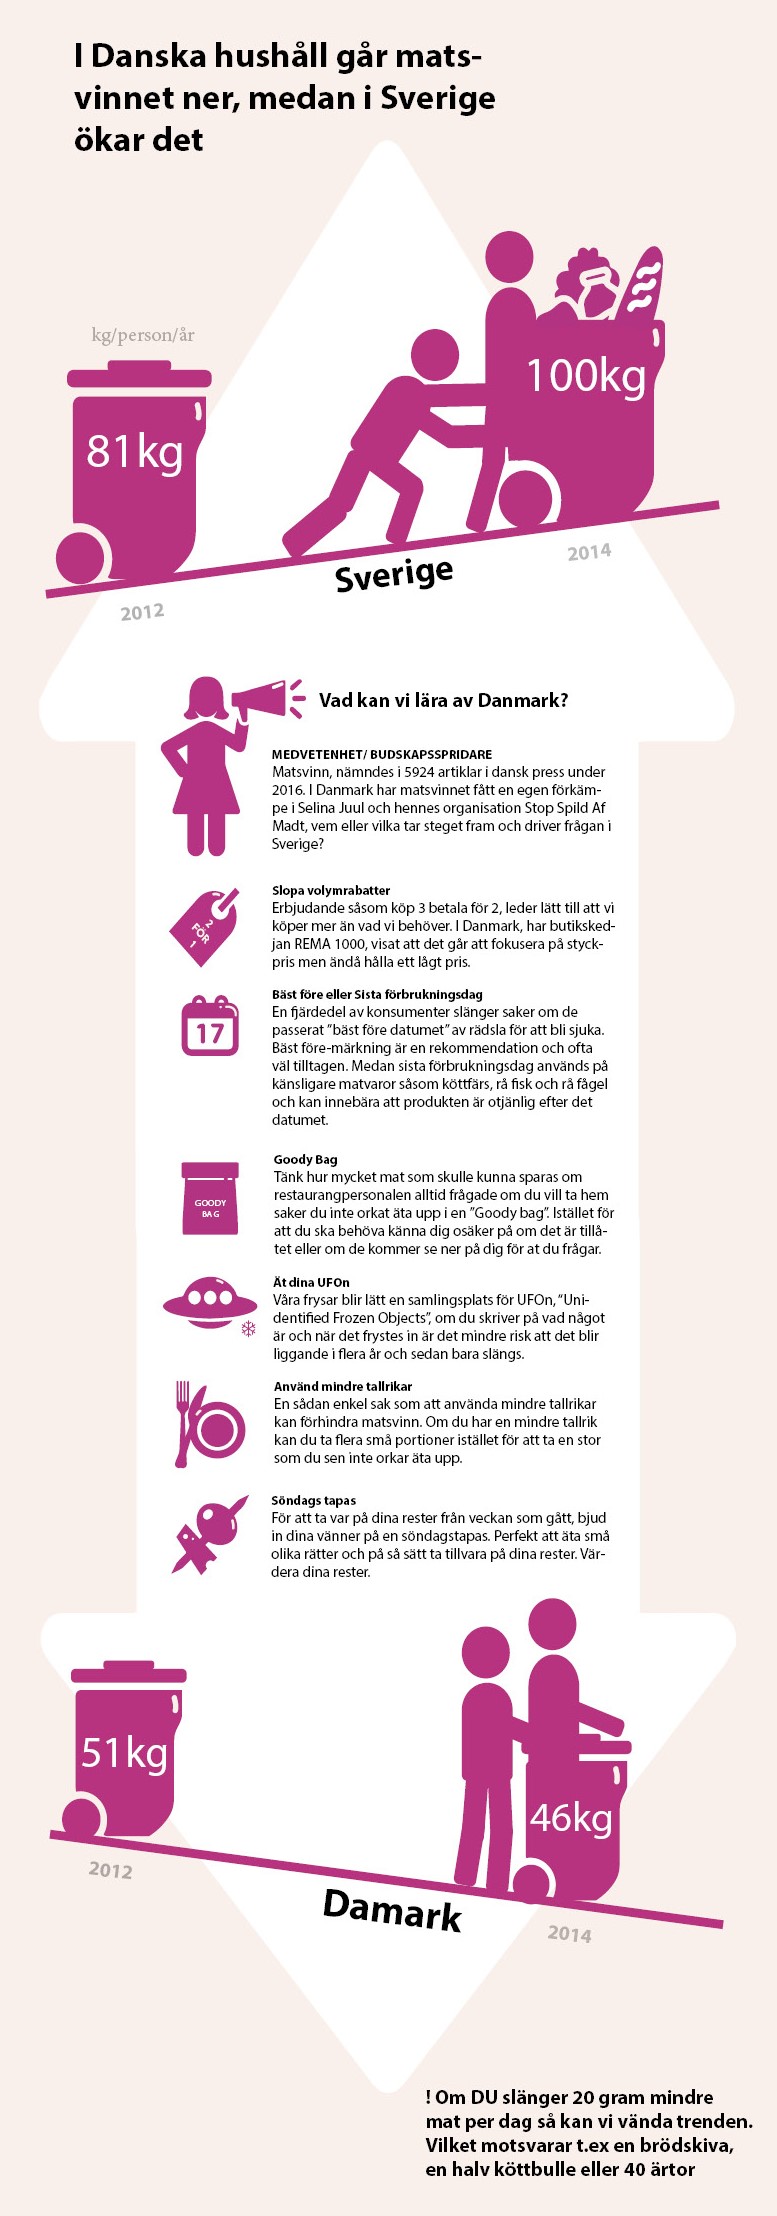 I Danska hushåll går mats-
vinnet ner, medan i Sverige
ökar det
kg/person/år
81kg
100kg
2012
Sverige
2014
Vad kan vi lära av Danmark?
MEDVETENHET/ BUDSKAPSSPRIDARE
Matsvinn, nämndes i 5924 artiklar i dansk press under
2016. I Danmark har matsvinnet fått en egen förkäm-
pe i Selina Juul och hennes organisation Stop Spild Af
Madt, vem eller vilka tar steget fram och driver frågan i
Sverige?
2
FÖR
1
Slopa volymrabatter
Erbjudande såsom köp 3 betala för 2, leder lätt till att vi
köper mer än vad vi behöver. I Danmark, har butiksked-
jan REMA 1000, visat att det går att fokusera på styck-
pris men ändå hålla ett lågt pris.
17
Bäst före eller Sista förbrukningsdag
En fjärdedel av konsumenter slänger saker om de
passerat ”bäst före datumet” av rädsla för att bli sjuka.
Bäst före-märkning är en rekommendation och ofta
väl tilltagen. Medan sista förbrukningsdag används på
känsligare matvaror såsom köttfärs, rå fisk och rå fågel
och kan innebära att produkten är otjänlig efter det
datumet.
GOODY
BAG
Goody Bag
Tänk hur mycket mat som skulle kunna sparas om
restaurangpersonalen alltid frågade om du vill ta hem
saker du inte orkat äta upp i en ”Goody bag”. Istället för
att du ska behöva känna dig osäker på om det är tillå-
tet eller om de kommer se ner på dig för at du frågar.
Ät dina UFOn
Våra frysar blir lätt en samlingsplats för UFOn, ”Uni-
dentified Frozen Objects”, om du skriver på vad något
är och när det frystes in är det mindre risk att det blir
liggande i flera år och sedan bara slängs.
Använd mindre tallrikar
En sådan enkel sak som att använda mindre tallrikar
kan förhindra matsvinn. Om du har en mindre tallrik
kan du ta flera små portioner istället för att ta en stor
som du sen inte orkar äta upp.
Söndags tapas
För att ta var på dina rester från veckan som gått, bjud
in dina vänner på en söndagstapas. Perfekt att äta små
olika rätter och på så sätt ta tillvara på dina rester. Vär-
dera dina rester.
51kg
46kg
2012
Damark
2014
! Om DU slänger 20 gram mindre
mat per dag så kan vi vända trenden.
Vilket motsvarar t.ex en brödskiva,
en halv köttbulle eller 40 ärtor